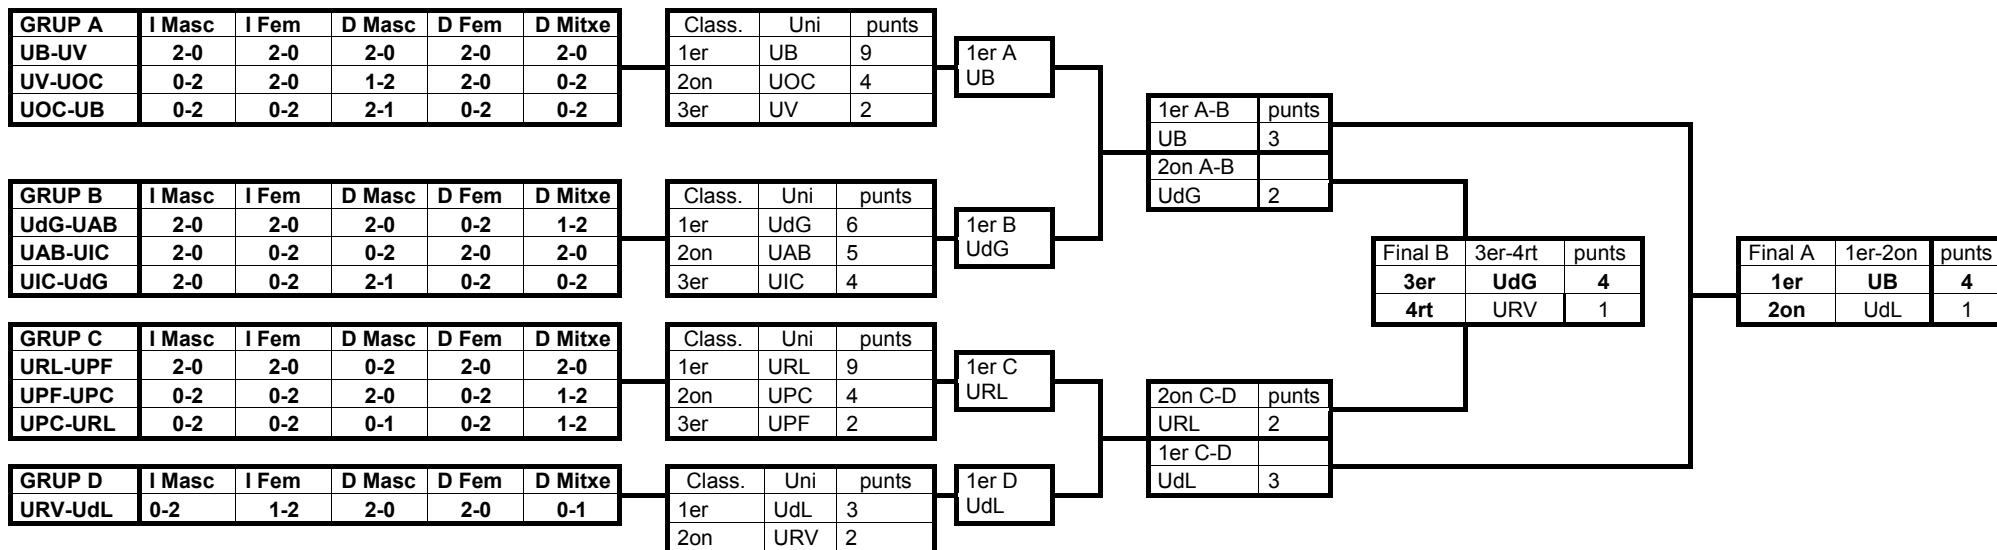 GRUP A I Masc I Fem D Masc D Fem D Mitxe
UB-UV 2-0 2-0 2-0 2-0 2-0
UV-UOC 0-2 2-0 1-2 2-0 0-2
UOC-UB 0-2 0-2 2-1 0-2 0-2
Class. Uni punts
1er UB 9
2on UOC 4
3er UV 2
1er A
UB
GRUP B I Masc I Fem D Masc D Fem D Mitxe
UdG-UAB 2-0 2-0 2-0 0-2 1-2
UAB-UIC 2-0 0-2 0-2 2-0 2-0
UIC-UdG 2-0 0-2 2-1 0-2 0-2
Class. Uni punts
1er UdG 6
2on UAB 5
3er UIC 4
1er B
UdG
1er A-B punts
UB 3
2on A-B
UdG 2
GRUP C I Masc I Fem D Masc D Fem D Mitxe
URL-UPF 2-0 2-0 0-2 2-0 2-0
UPF-UPC 0-2 0-2 2-0 0-2 1-2
UPC-URL 0-2 0-2 0-1 0-2 1-2
Class. Uni punts
1er URL 9
2on UPC 4
3er UPF 2
1er C
URL
GRUP D I Masc I Fem D Masc D Fem D Mitxe
URV-UdL 0-2 1-2 2-0 2-0 0-1
Class. Uni punts
1er UdL 3
2on URV 2
1er D
UdL
2on C-D punts
URL 2
1er C-D
UdL 3
Final B 3er-4rt punts
3er UdG 4
4rt URV 1
Final A 1er-2on punts
1er UB 4
2on UdL 1